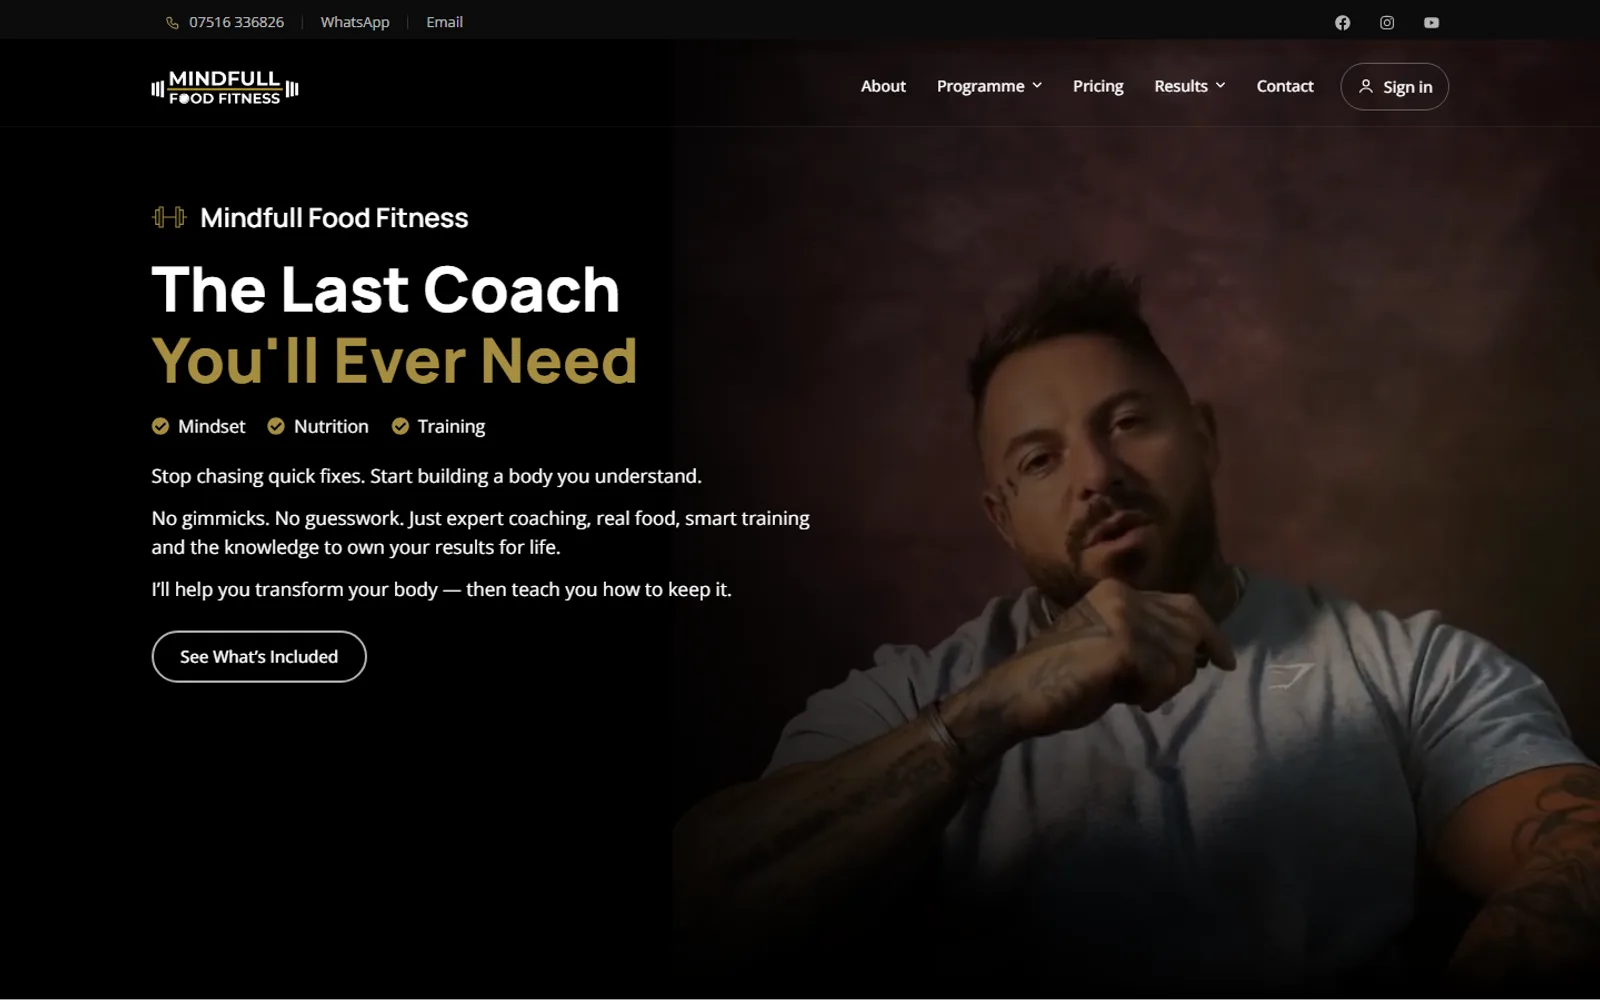 07516 336826
WhatsApp
Email
MINDFULL
FOOD FITNESS
About
Programme
Pricing
Results
Contact
Sign in
Mindfull Food Fitness
The Last Coach
You'll Ever Need
Mindset
Nutrition
Training
Stop chasing quick fixes. Start building a body you understand.
No gimmicks. No guesswork. Just expert coaching, real food, smart training
and the knowledge to own your results for life.
I’ll help you transform your body — then teach you how to keep it.
See What’s Included